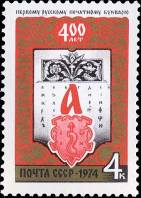 ПЕРВОМУ РУССКОМУ ПЕЧАТНОМУ БУКВАРЮ
400
ЛЕТ
а
4к
ПОЧТА СССР·1974